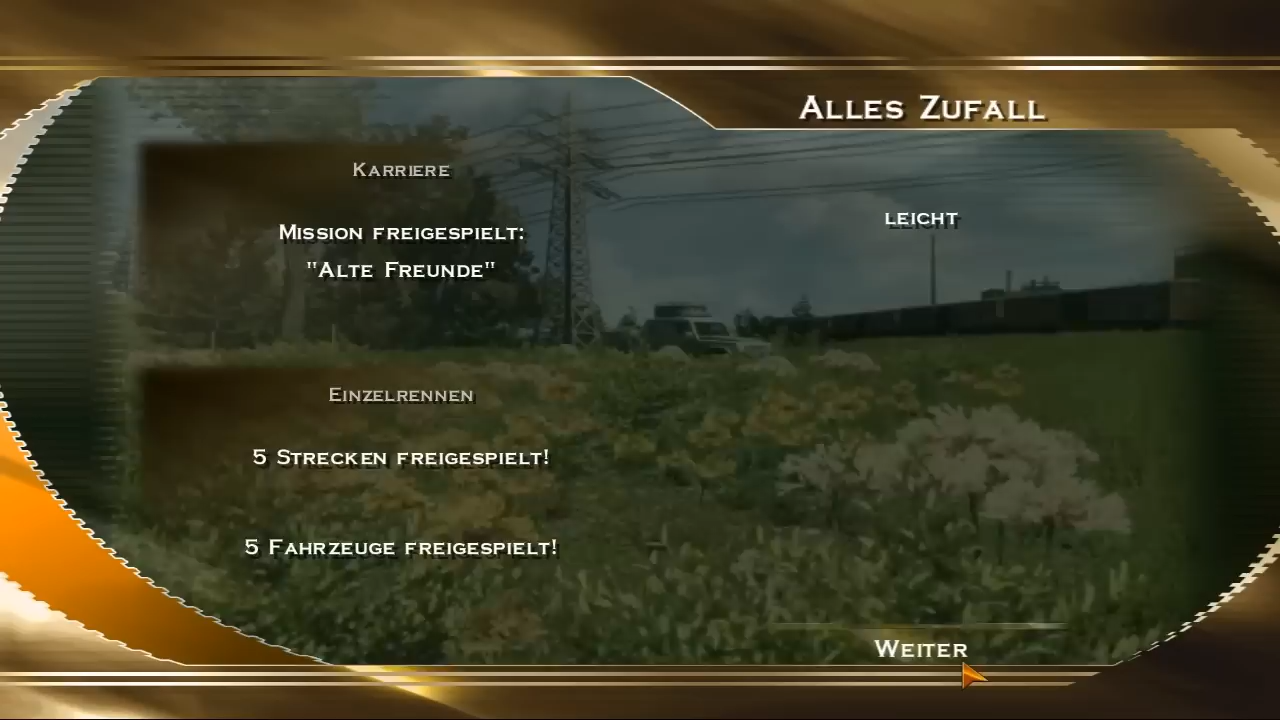 Alles Zufall
Karriere
Mission freigespielt:
"Alte Freunde"
leicht
Einzelrennen
5 Strecken freigespielt!
5 Fahrzeuge freigespielt!
Weiter